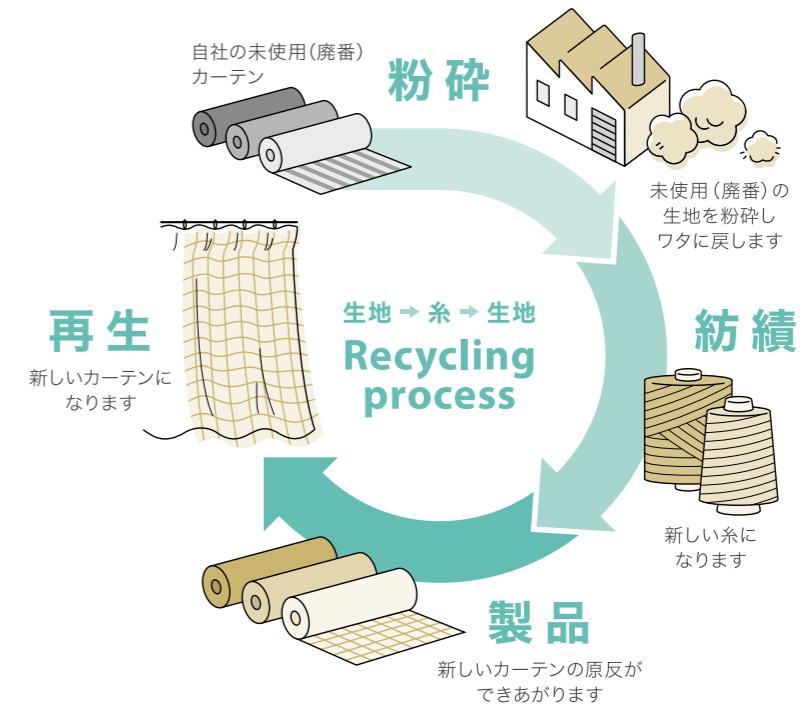 自社の未使用(廃番)
カーテン
粉砕
未使用(廃番)の
生地を粉砕し
ワタに戻します
紡績
新しい糸に
なります
製品
新しいカーテンの原反が
できあがります
再生
新しいカーテンに
なります
生地→糸→生地
Recycling
process